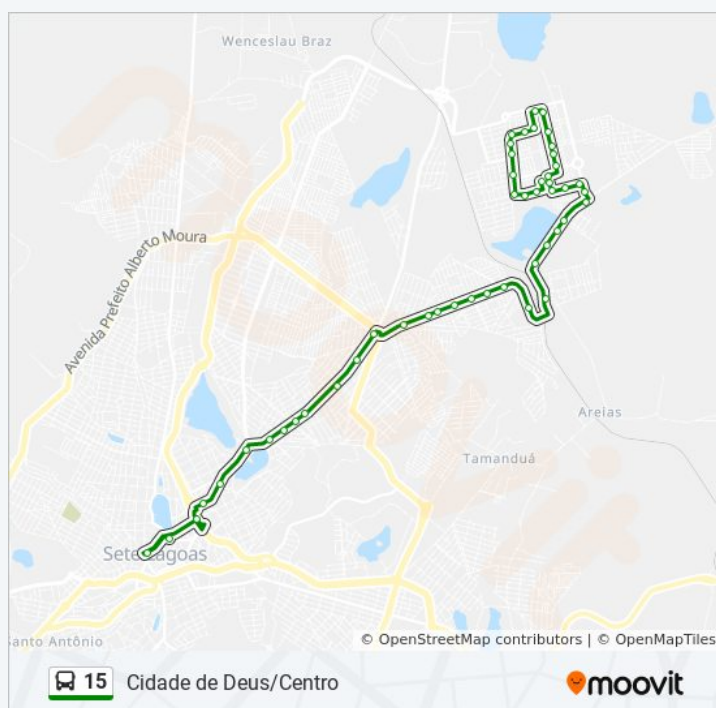 Wenceslau Braz
Avenida Prefeito Alberto Moura
Areias
Tamanduá
Sete Lagoas
Santo Antônio
© OpenStreetMap contributors | © OpenMapTiles
15 Cidade de Deus/Centro
moovit